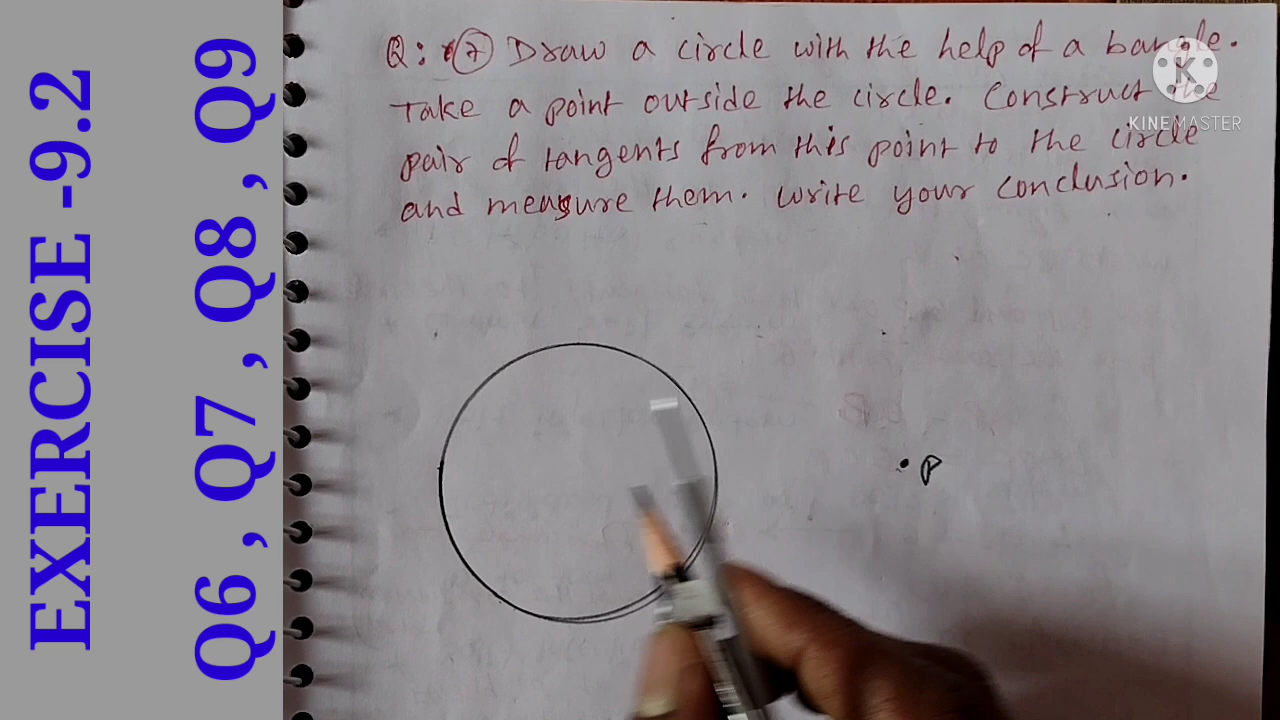 EXERCISE -9.2
Q6 , Q7 , Q8 , Q9
Q: (7) Draw a circle with the help of a bangle.
Take a point outside the circle. Construct the
pair of tangents from this point to the circle
and measure them. Write your conclusion.
K
KINEMASTER
P